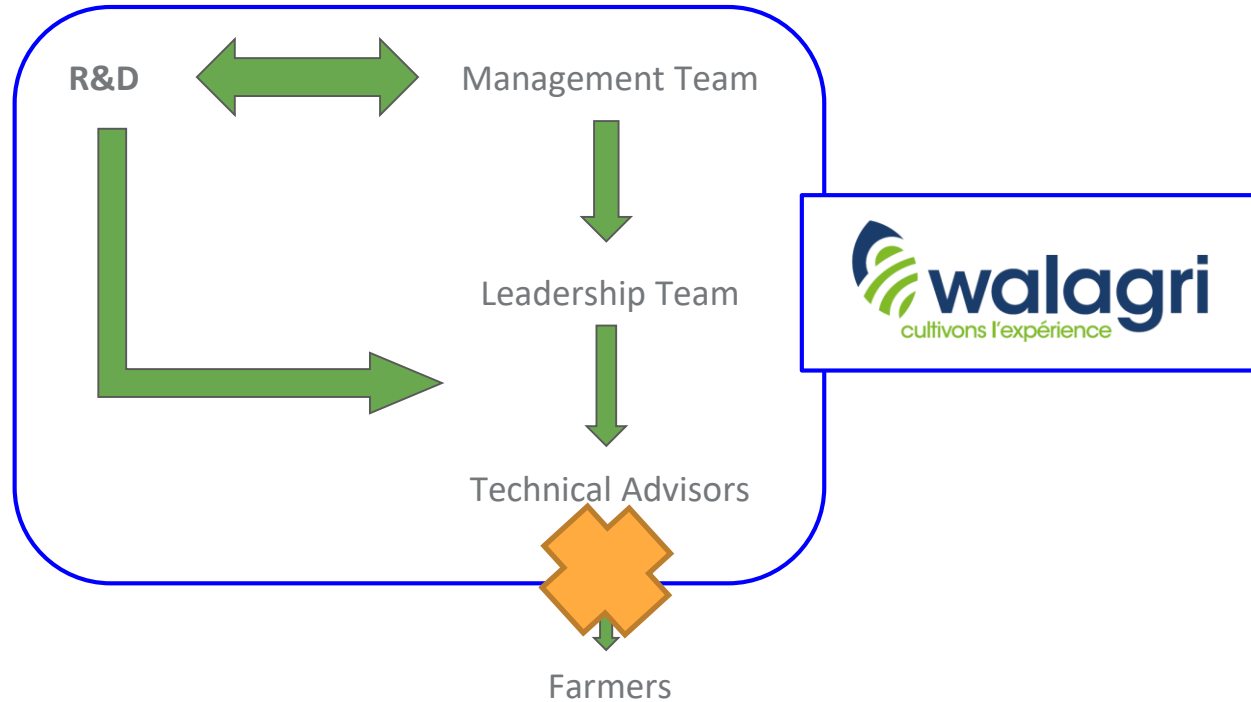 R&D
Management Team
Leadership Team
walagri
cultivons l'expérience
Technical Advisors
Farmers